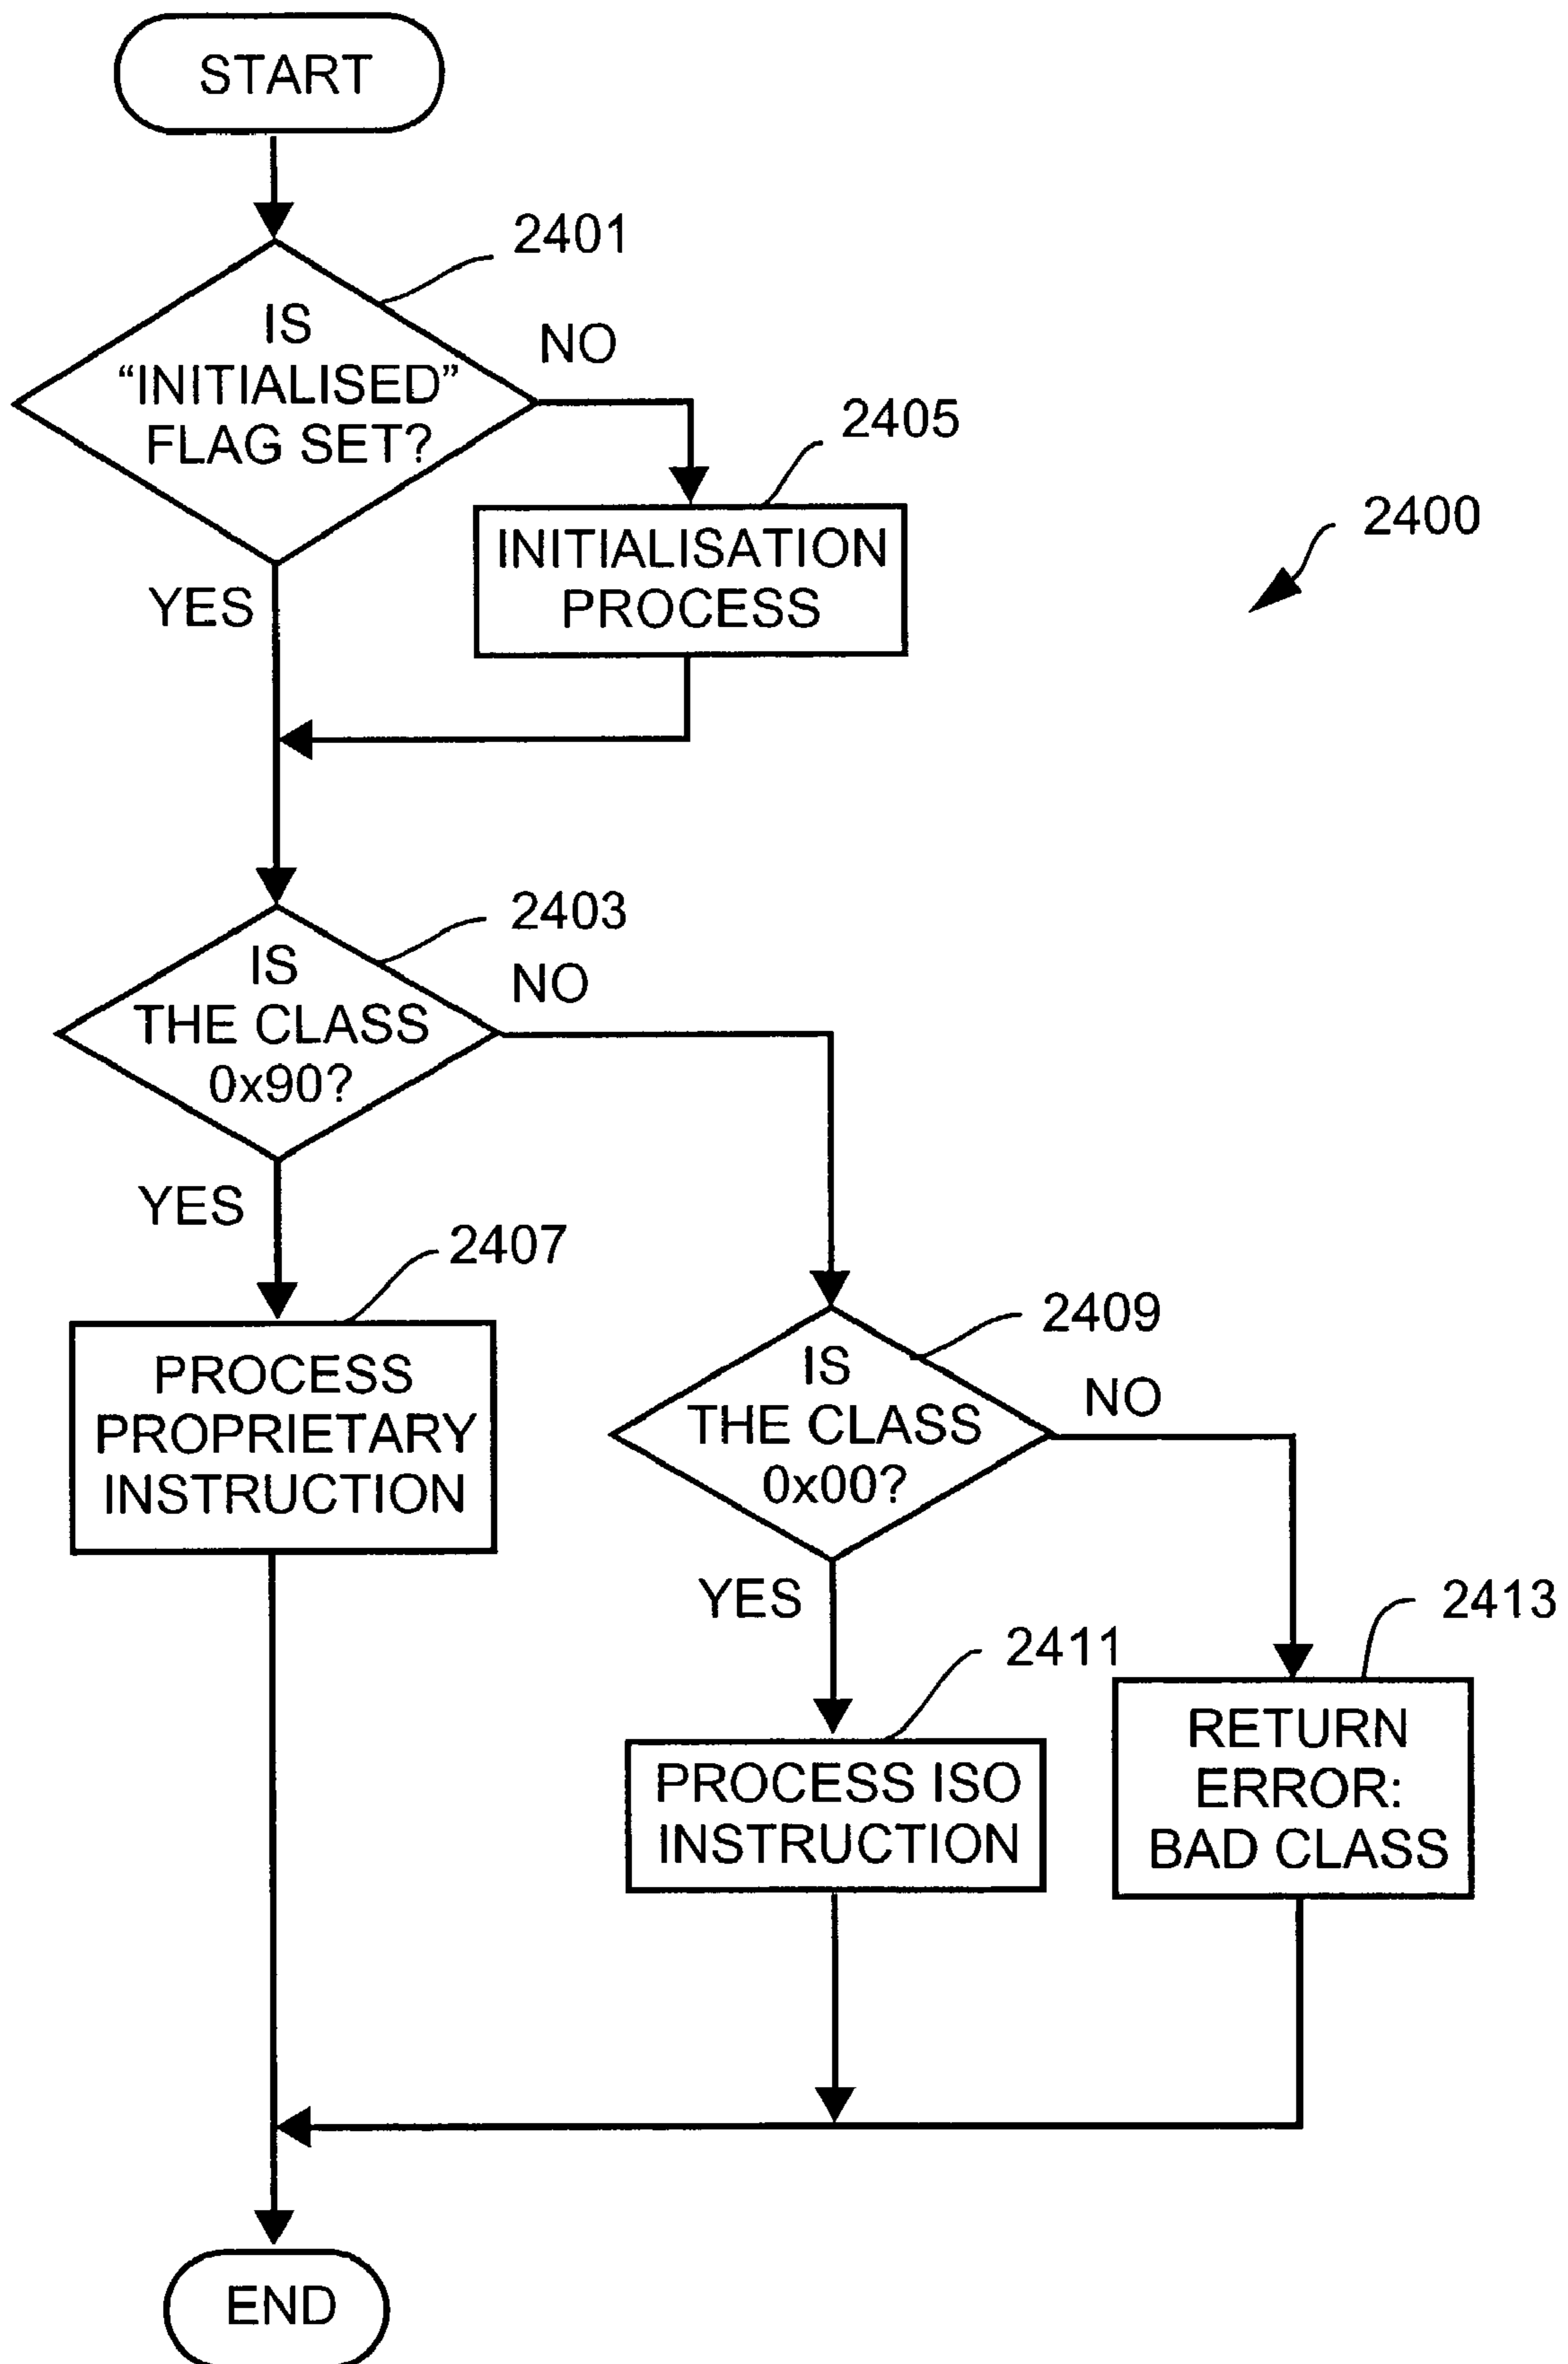 START
2401
IS
“INITIALISED”
FLAG SET?
NO
2405
INITIALISATION
PROCESS
2400
YES
2403
IS
THE CLASS
0x90?
NO
YES
2407
PROCESS
PROPRIETARY
INSTRUCTION
2409
IS
THE CLASS
0x00?
NO
YES
2411
PROCESS ISO
INSTRUCTION
2413
RETURN
ERROR:
BAD CLASS
END